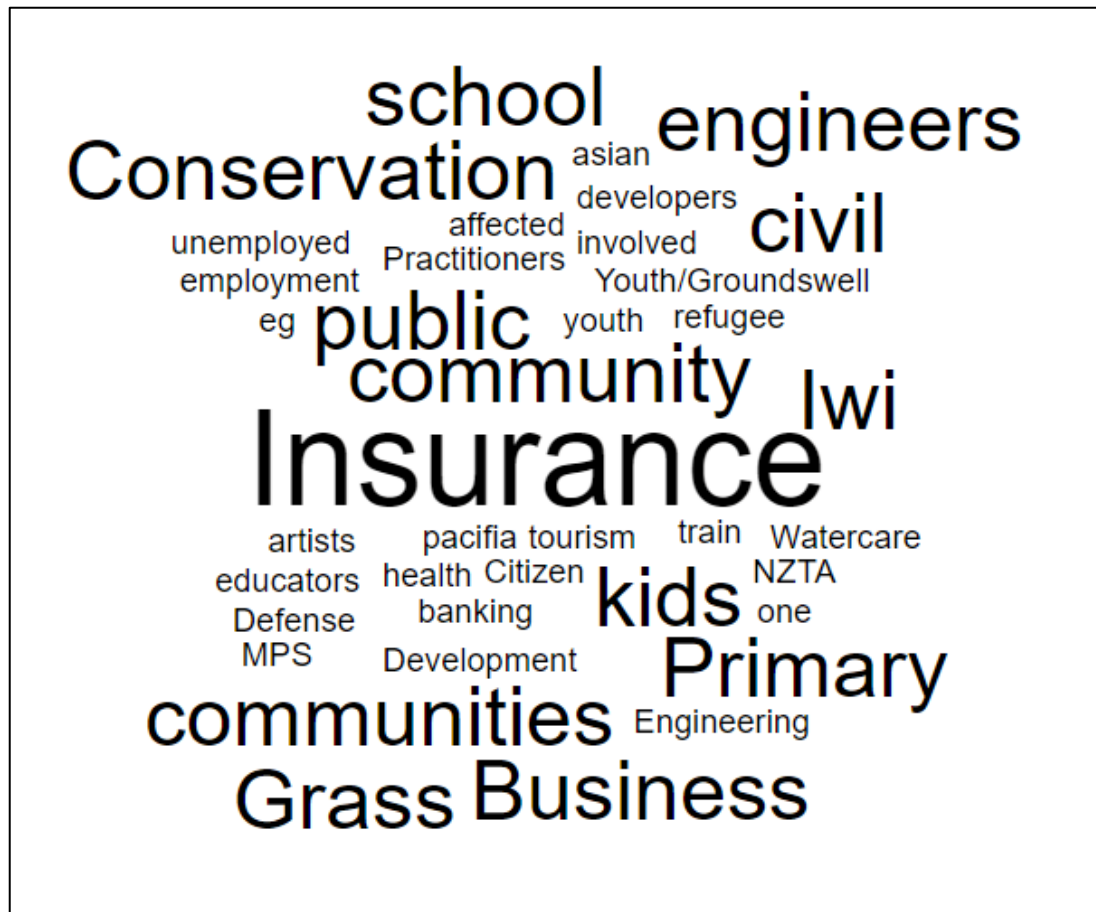 school
engineers
Conservation
asian
developers
affected
civil
unemployed
involved
Practitioners
employment
Youth/Groundswell
eg
public
youth
refugee
community
Iwi
Insurance
artists
pacifia
tourism
train
Watercare
educators
health
Citizen
kids
NZTA
Defense
banking
one
MPS
Development
Primary
communities
Engineering
Grass
Business